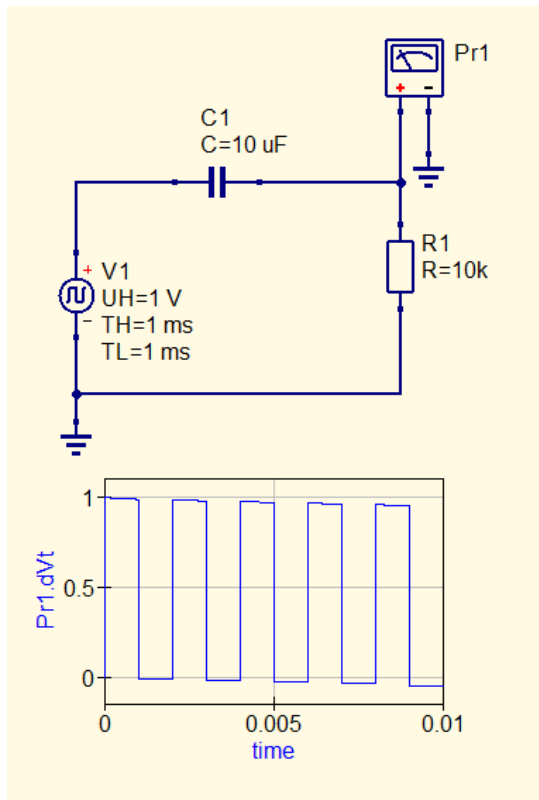 Pr1
+ -
C1
C=10 uF
+ V1
UH=1 V
- TH=1 ms
TL=1 ms
R1
R=10k
Pr1.dVt
1
0.5
0
0 0.005 0.01
time